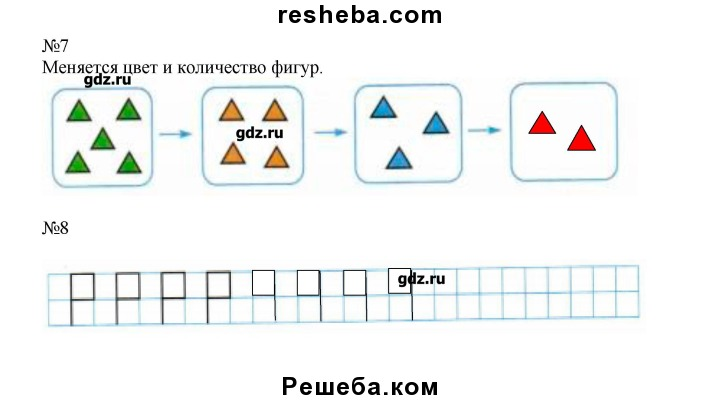 resheba.com
№7
Меняется цвет и количество фигур.
gdz.ru
gdz.ru
№8
gdz.ru
Решеба.ком